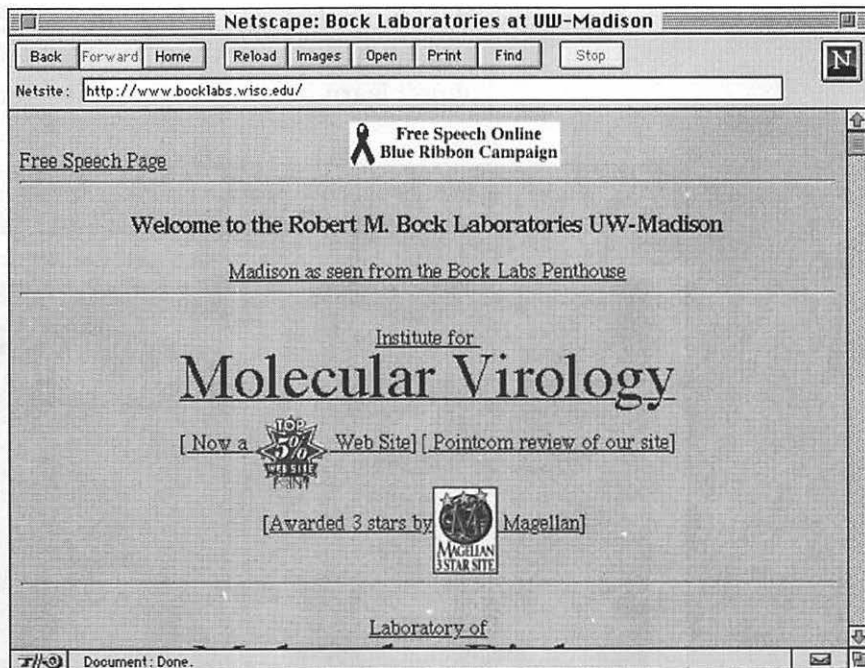 Netscape: Bock Laboratories at UW-Madison
Back Forward Home Reload Images Open Print Find Stop
N
Netsite: http://www.bocklabs.wisc.edu/
Free Speech Online
Blue Ribbon Campaign
Free Speech Page
Welcome to the Robert M. Bock Laboratories UW-Madison
Madison as seen from the Bock Labs Penthouse
Institute for
Molecular Virology
[ Now a TOP 5% WEB SITE POINT Web Site] [ Pointcom review of our site]
[Awarded 3 stars by MAGELLAN 3 STAR SITE Magellan]
Laboratory of
Document: Done.